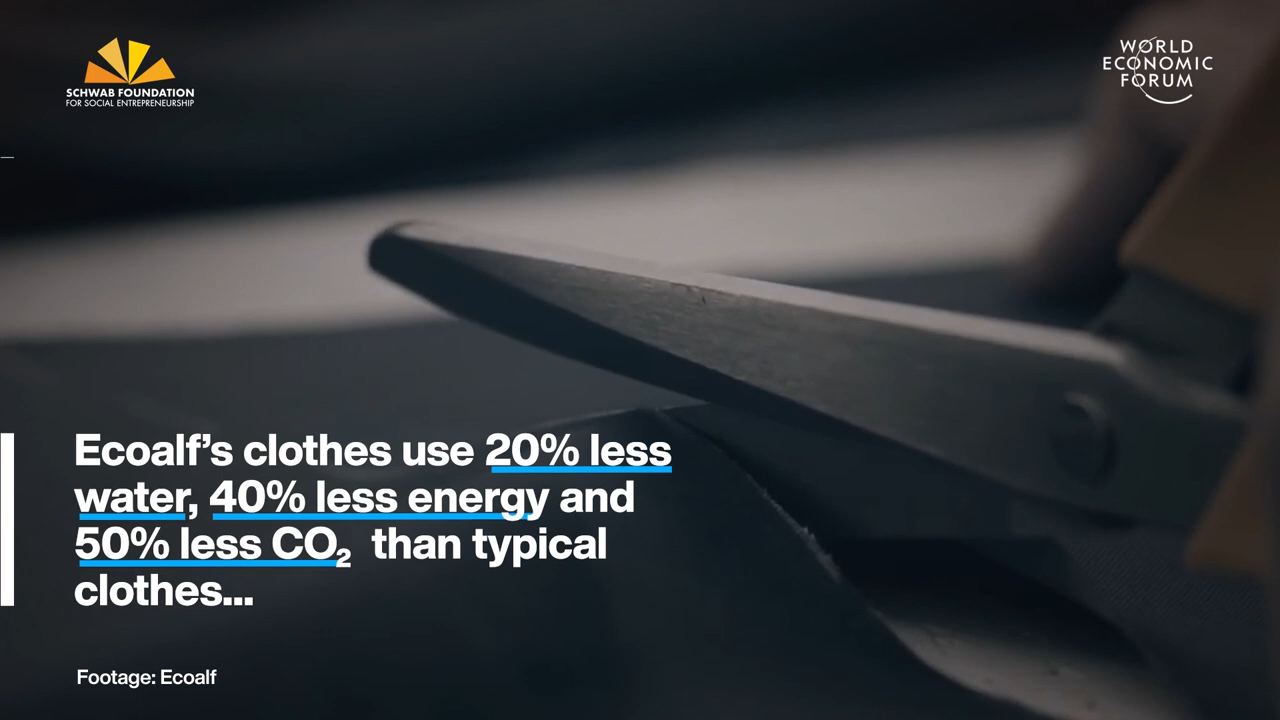 SCHWAB FOUNDATION
FOR SOCIAL ENTREPRENEURSHIP
WORLD
ECONOMIC
FORUM
Ecoalf’s clothes use 20% less
water, 40% less energy and
50% less CO₂ than typical
clothes...
Footage: Ecoalf